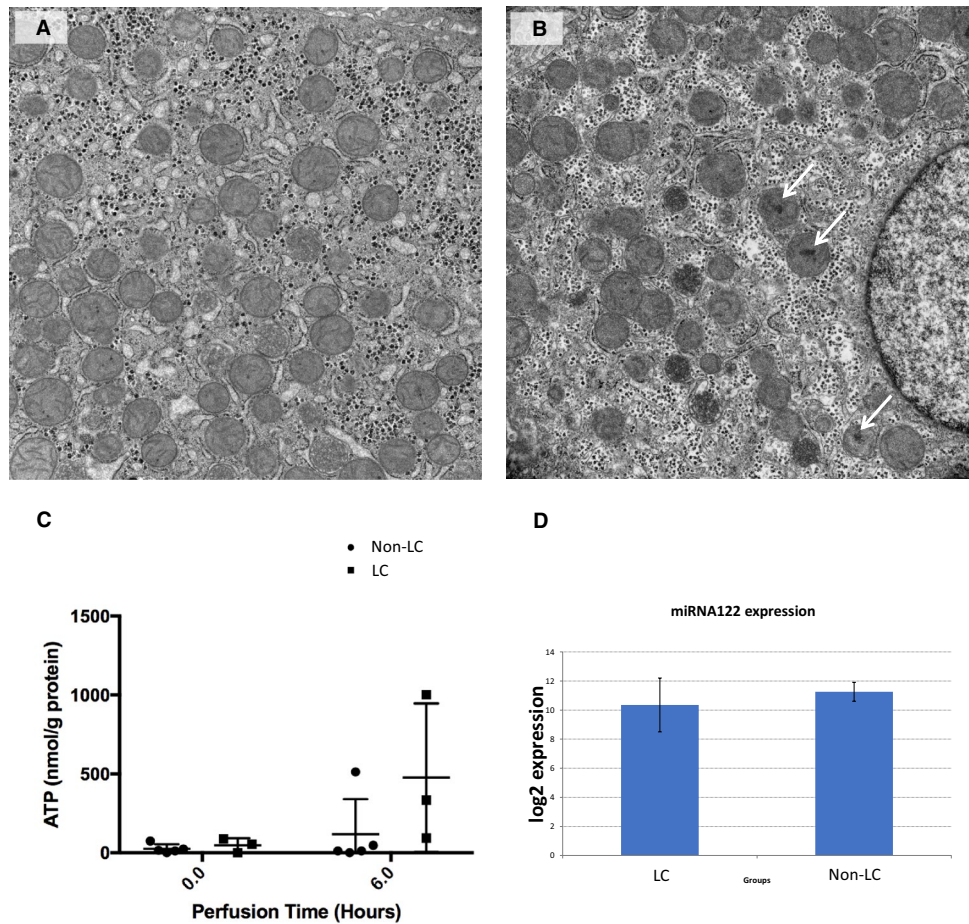 A
B
C
Non-LC
LC
ATP (nmol/g protein)
1500
1000
500
0
0.0
6.0
Perfusion Time (Hours)
D
miRNA122 expression
log2 expression
14
12
10
8
6
4
2
0
LC
Groups
Non-LC